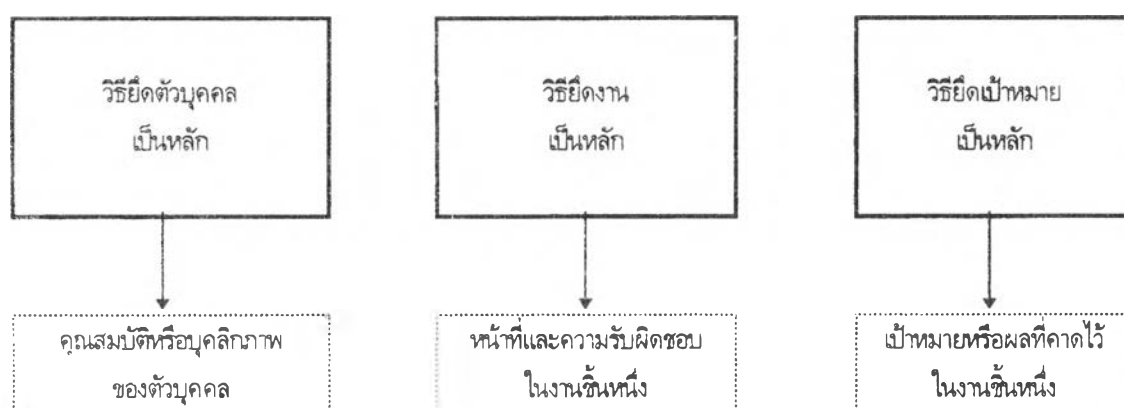 วิธียึดตัวบุคคล
เป็นหลัก
วิธียึดงาน
เป็นหลัก
วิธียึดเป้าหมาย
เป็นหลัก
คุณสมบัติหรือบุคลิกภาพ
ของตัวบุคคล
หน้าที่และความรับผิดชอบ
ในงานชิ้นหนึ่ง
เป้าหมายหรือผลที่คาดไว้
ในงานชิ้นหนึ่ง